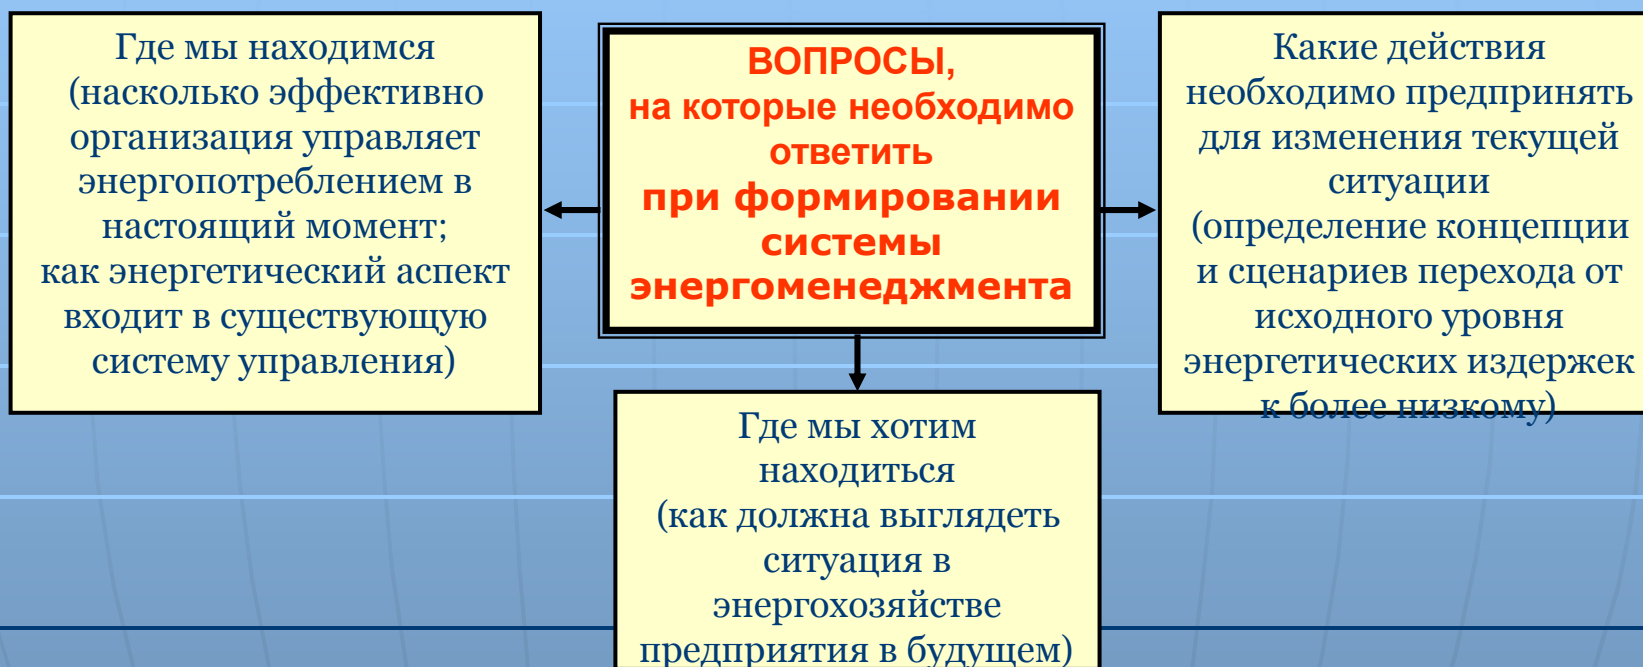 Где мы находимся
(насколько эффективно
организация управляет
энергопотреблением в
настоящий момент;
как энергетический аспект
входит в существующую
систему управления)
ВОПРОСЫ,
на которые необходимо
ответить
при формировании
системы
энергоменеджмента
Какие действия
необходимо предпринять
для изменения текущей
ситуации
(определение концепции
и сценариев перехода от
исходного уровня
энергетических издержек
к более низкому)
Где мы хотим
находиться
(как должна выглядеть
ситуация в
энергохозяйстве
предприятия в будущем)